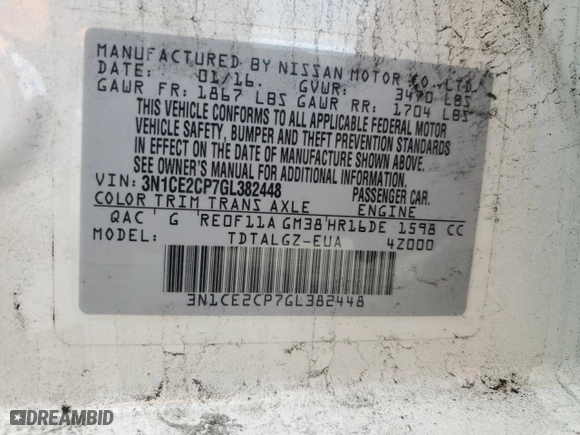 MANUFACTURED BY NISSAN MOTOR CO., LTD.
DATE: 01/16. GVWR: 3470 LBS
GAWR FR: 1867 LBS GAWR RR: 1704 LBS
THIS VEHICLE CONFORMS TO ALL APPLICABLE FEDERAL MOTOR
VEHICLE SAFETY, BUMPER AND THEFT PREVENTION STANDARDS
IN EFFECT ON THE DATE OF MANUFACTURE SHOWN ABOVE.
SEE OWNER'S MANUAL FOR ADDITIONAL INFORMATION.
VIN: 3N1CE2CP7GL382448 PASSENGER CAR.
COLOR TRIM TRANS AXLE ENGINE
QAC G RE0F11A GM38 HR16DE 1598 CC
MODEL: TDTALGZ-EUA 4Z000
3N1CE2CP7GL382448
DREAMBID